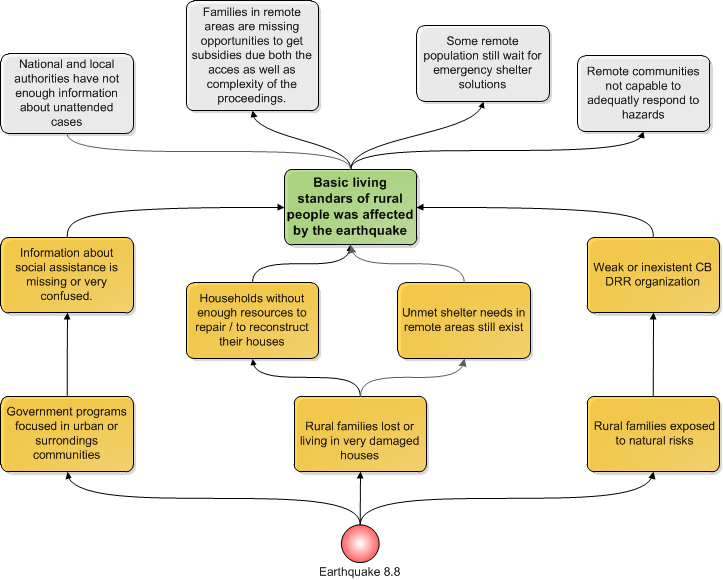 National and local
authorities have not
enough information
about unattended
cases
Families in remote
areas are missing
opportunities to get
subsidies due both the
acces as well as
complexity of the
proceedings.
Some remote
population still wait for
emergency shelter
solutions
Remote communities
not capable to
adequatly respond to
hazards
Basic living
standars of rural
people was affected
by the earthquake
Information about
social assistance is
missing or very
confused.
Households without
enough resources to
repair / to reconstruct
their houses
Unmet shelter needs in
remote areas still exist
Weak or inexistent CB
DRR organization
Government programs
focused in urban or
surrondings
communities
Rural families lost or
living in very damaged
houses
Rural families exposed
to natural risks
Earthquake 8.8